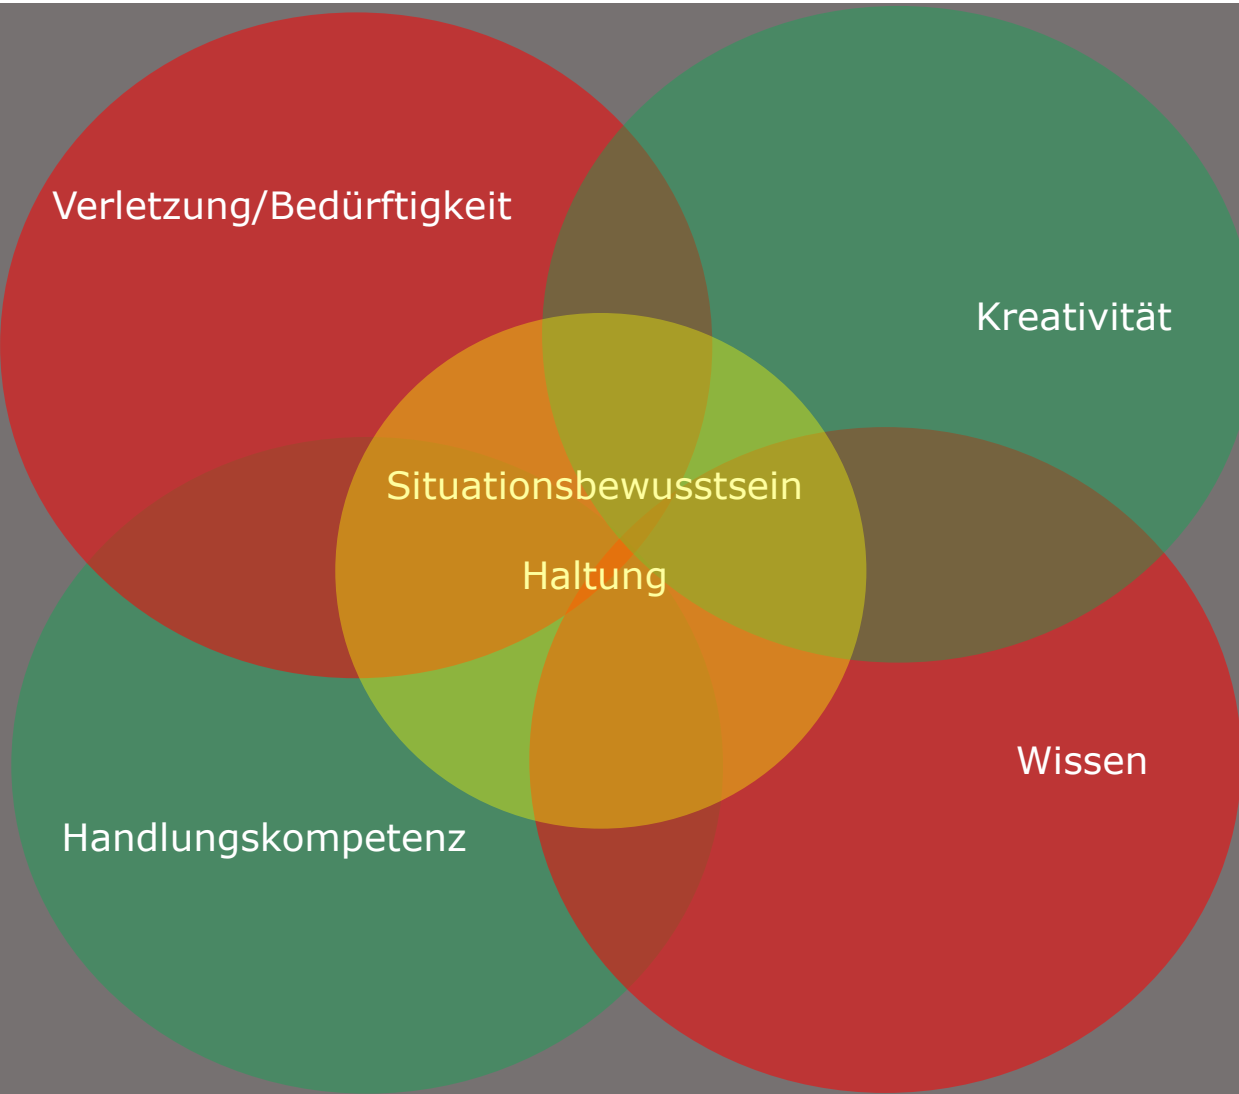 Verletzung/Bedürftigkeit
Kreativität
Situationsbewusstsein
Haltung
Wissen
Handlungskompetenz